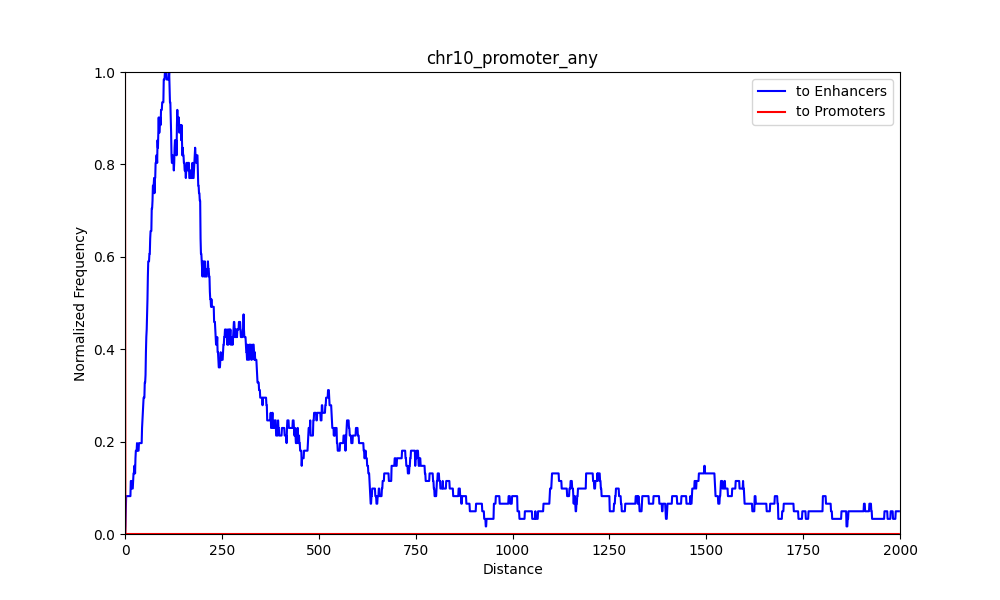 chr10_promoter_any
to Enhancers
to Promoters
Normalized Frequency
1.0
0.8
0.6
0.4
0.2
0.0
0 250 500 750 1000 1250 1500 1750 2000
Distance